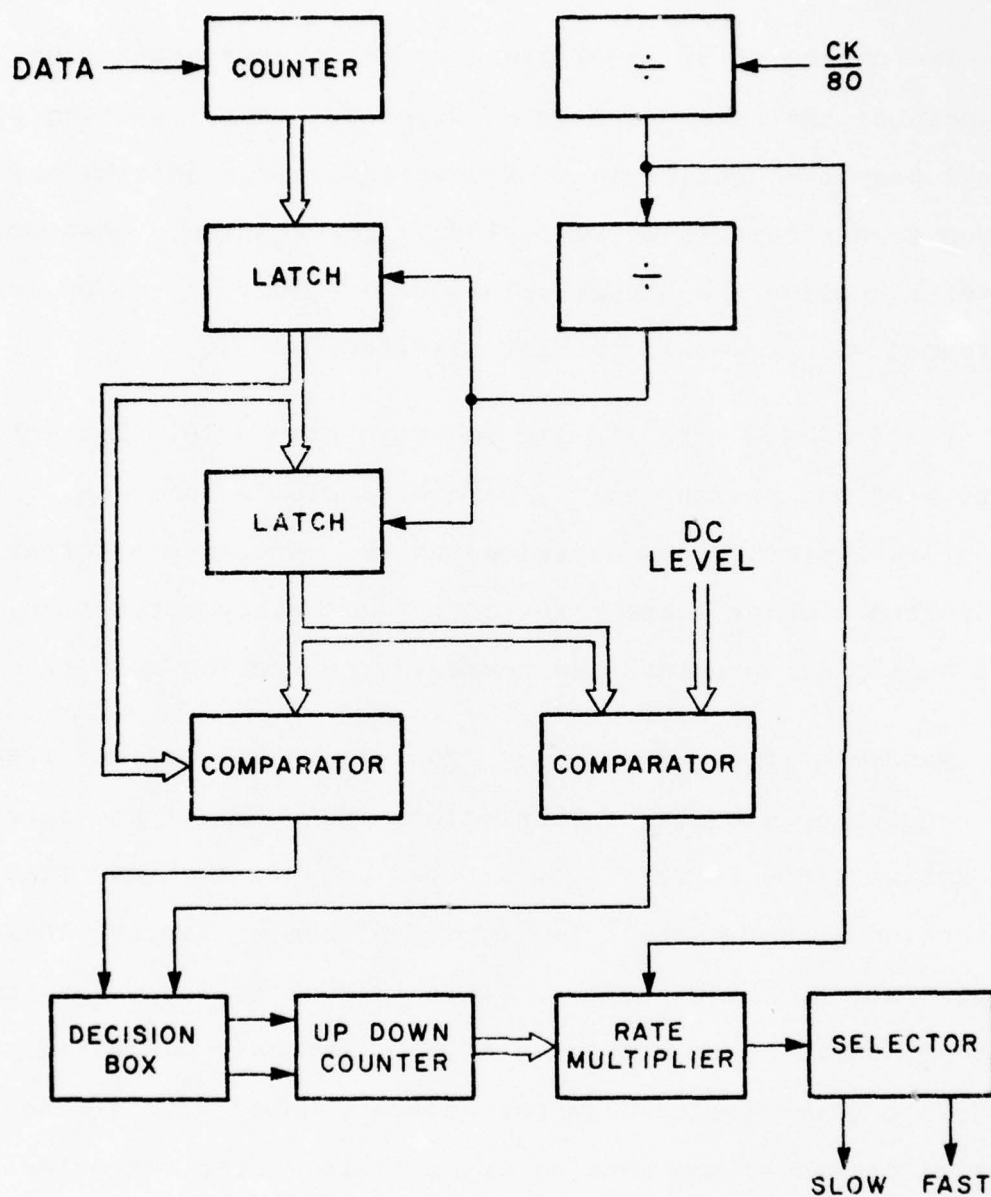 DATA
COUNTER
÷
CK
80
LATCH
÷
LATCH
DC
LEVEL
COMPARATOR
COMPARATOR
DECISION
BOX
UP DOWN
COUNTER
RATE
MULTIPLIER
SELECTOR
SLOW
FAST